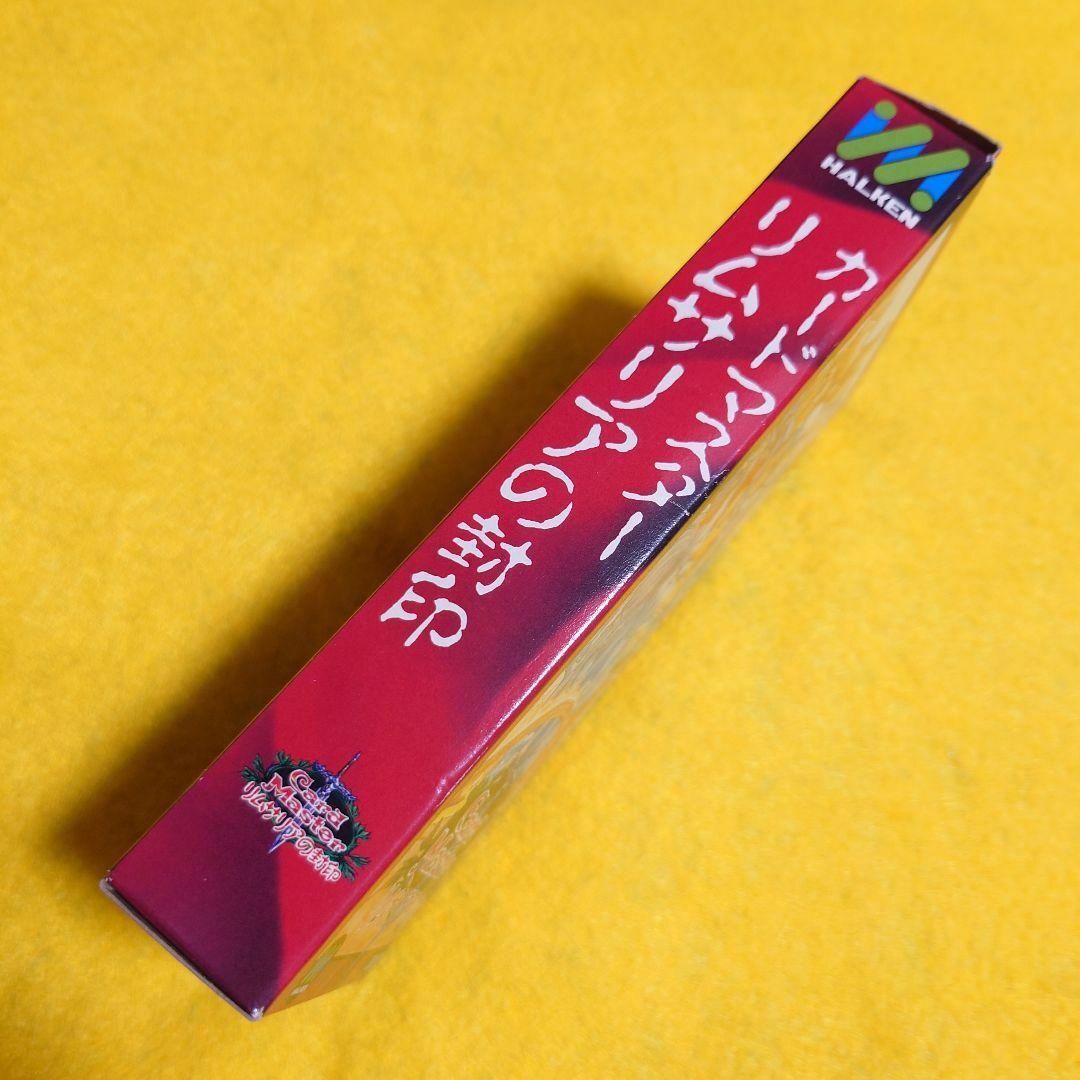 HALKEN
カードマスター
リムサリアの封印
Card
Master
リムサリアの封印